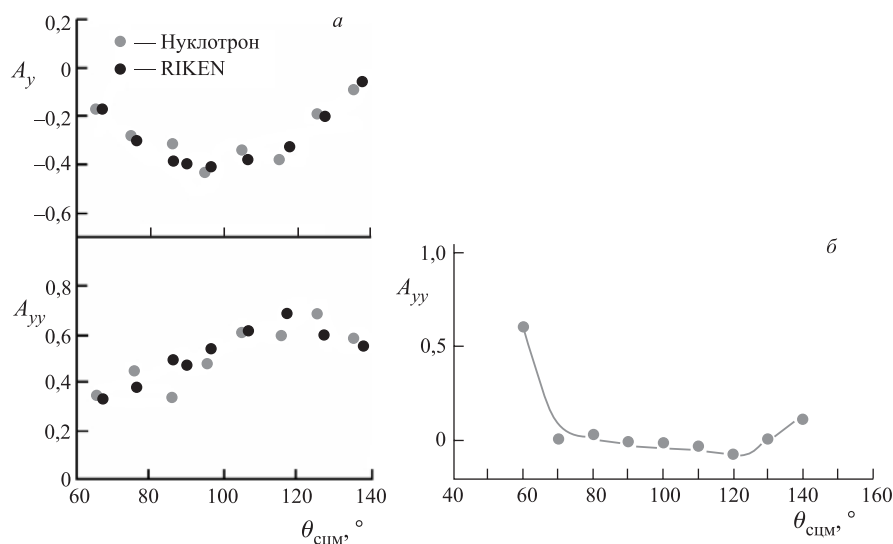 а
0,2
0
–0,2
–0,4
–0,6
A_y
— Нуклотрон
— RIKEN
0,8
0,6
0,4
0,2
0
A_yy
60 80 100 120 140
θ_сцм, °
б
1,0
0,5
0
A_yy
40 60 80 100 120 140 160
θ_сцм, °